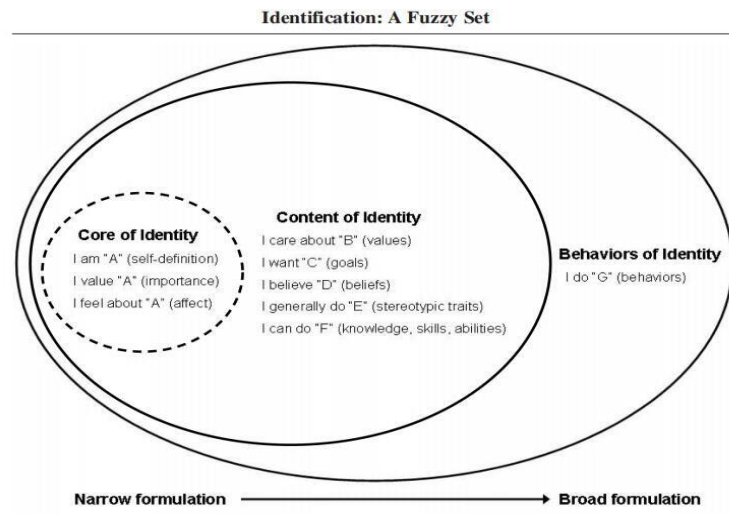 Identification: A Fuzzy Set
Core of Identity
I am "A" (self-definition)
I value "A" (importance)
I feel about "A" (affect)
Content of Identity
I care about "B" (values)
I want "C" (goals)
I believe "D" (beliefs)
I generally do "E" (stereotypic traits)
I can do "F" (knowledge, skills, abilities)
Behaviors of Identity
I do "G" (behaviors)
Narrow formulation
Broad formulation